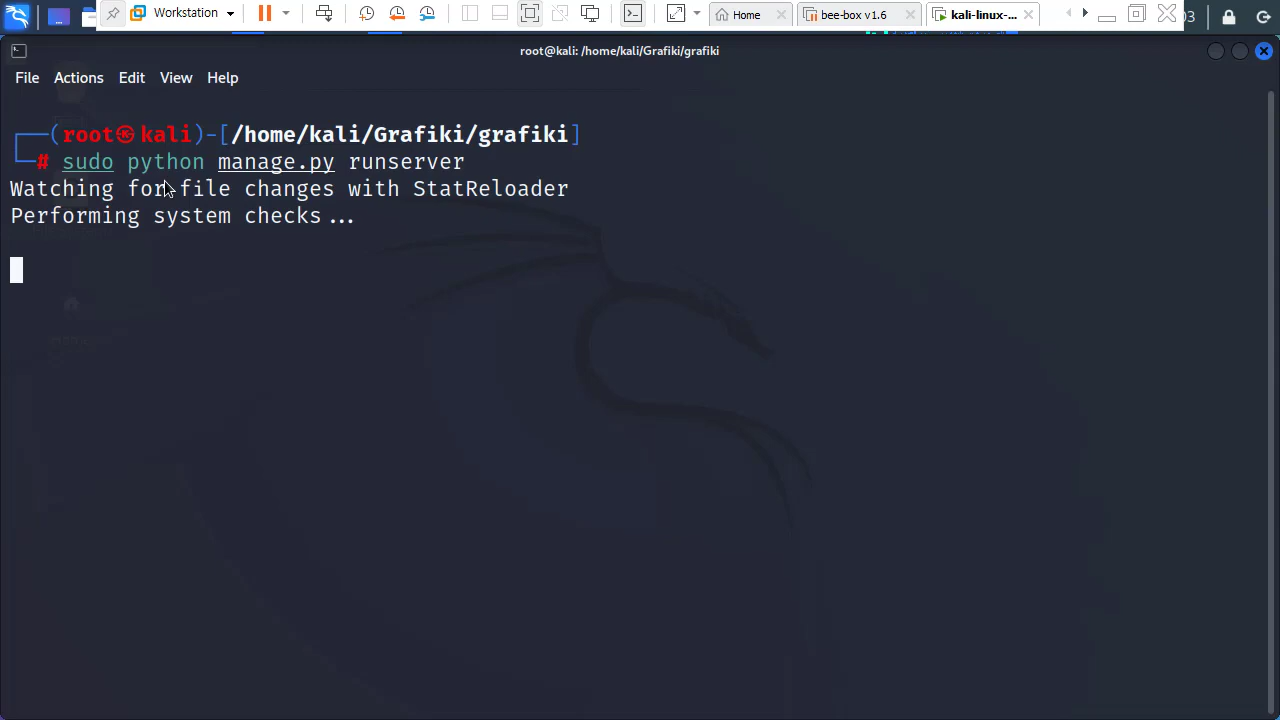 Workstation
Home
bee-box v1.6
kali-linux-...
03
root@kali: /home/kali/Grafiki/grafiki
File Actions Edit View Help
┌──(root㉿kali)-[/home/kali/Grafiki/grafiki]
└─# sudo python manage.py runserver
Watching for file changes with StatReloader
Performing system checks...